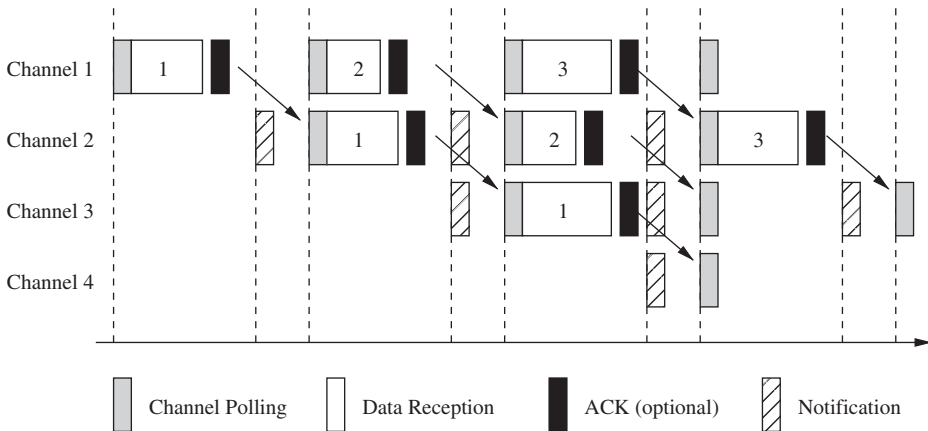 Channel 1 1 2 3
Channel 2 1 2 3
Channel 3 1
Channel 4
Channel Polling Data Reception ACK (optional) Notification